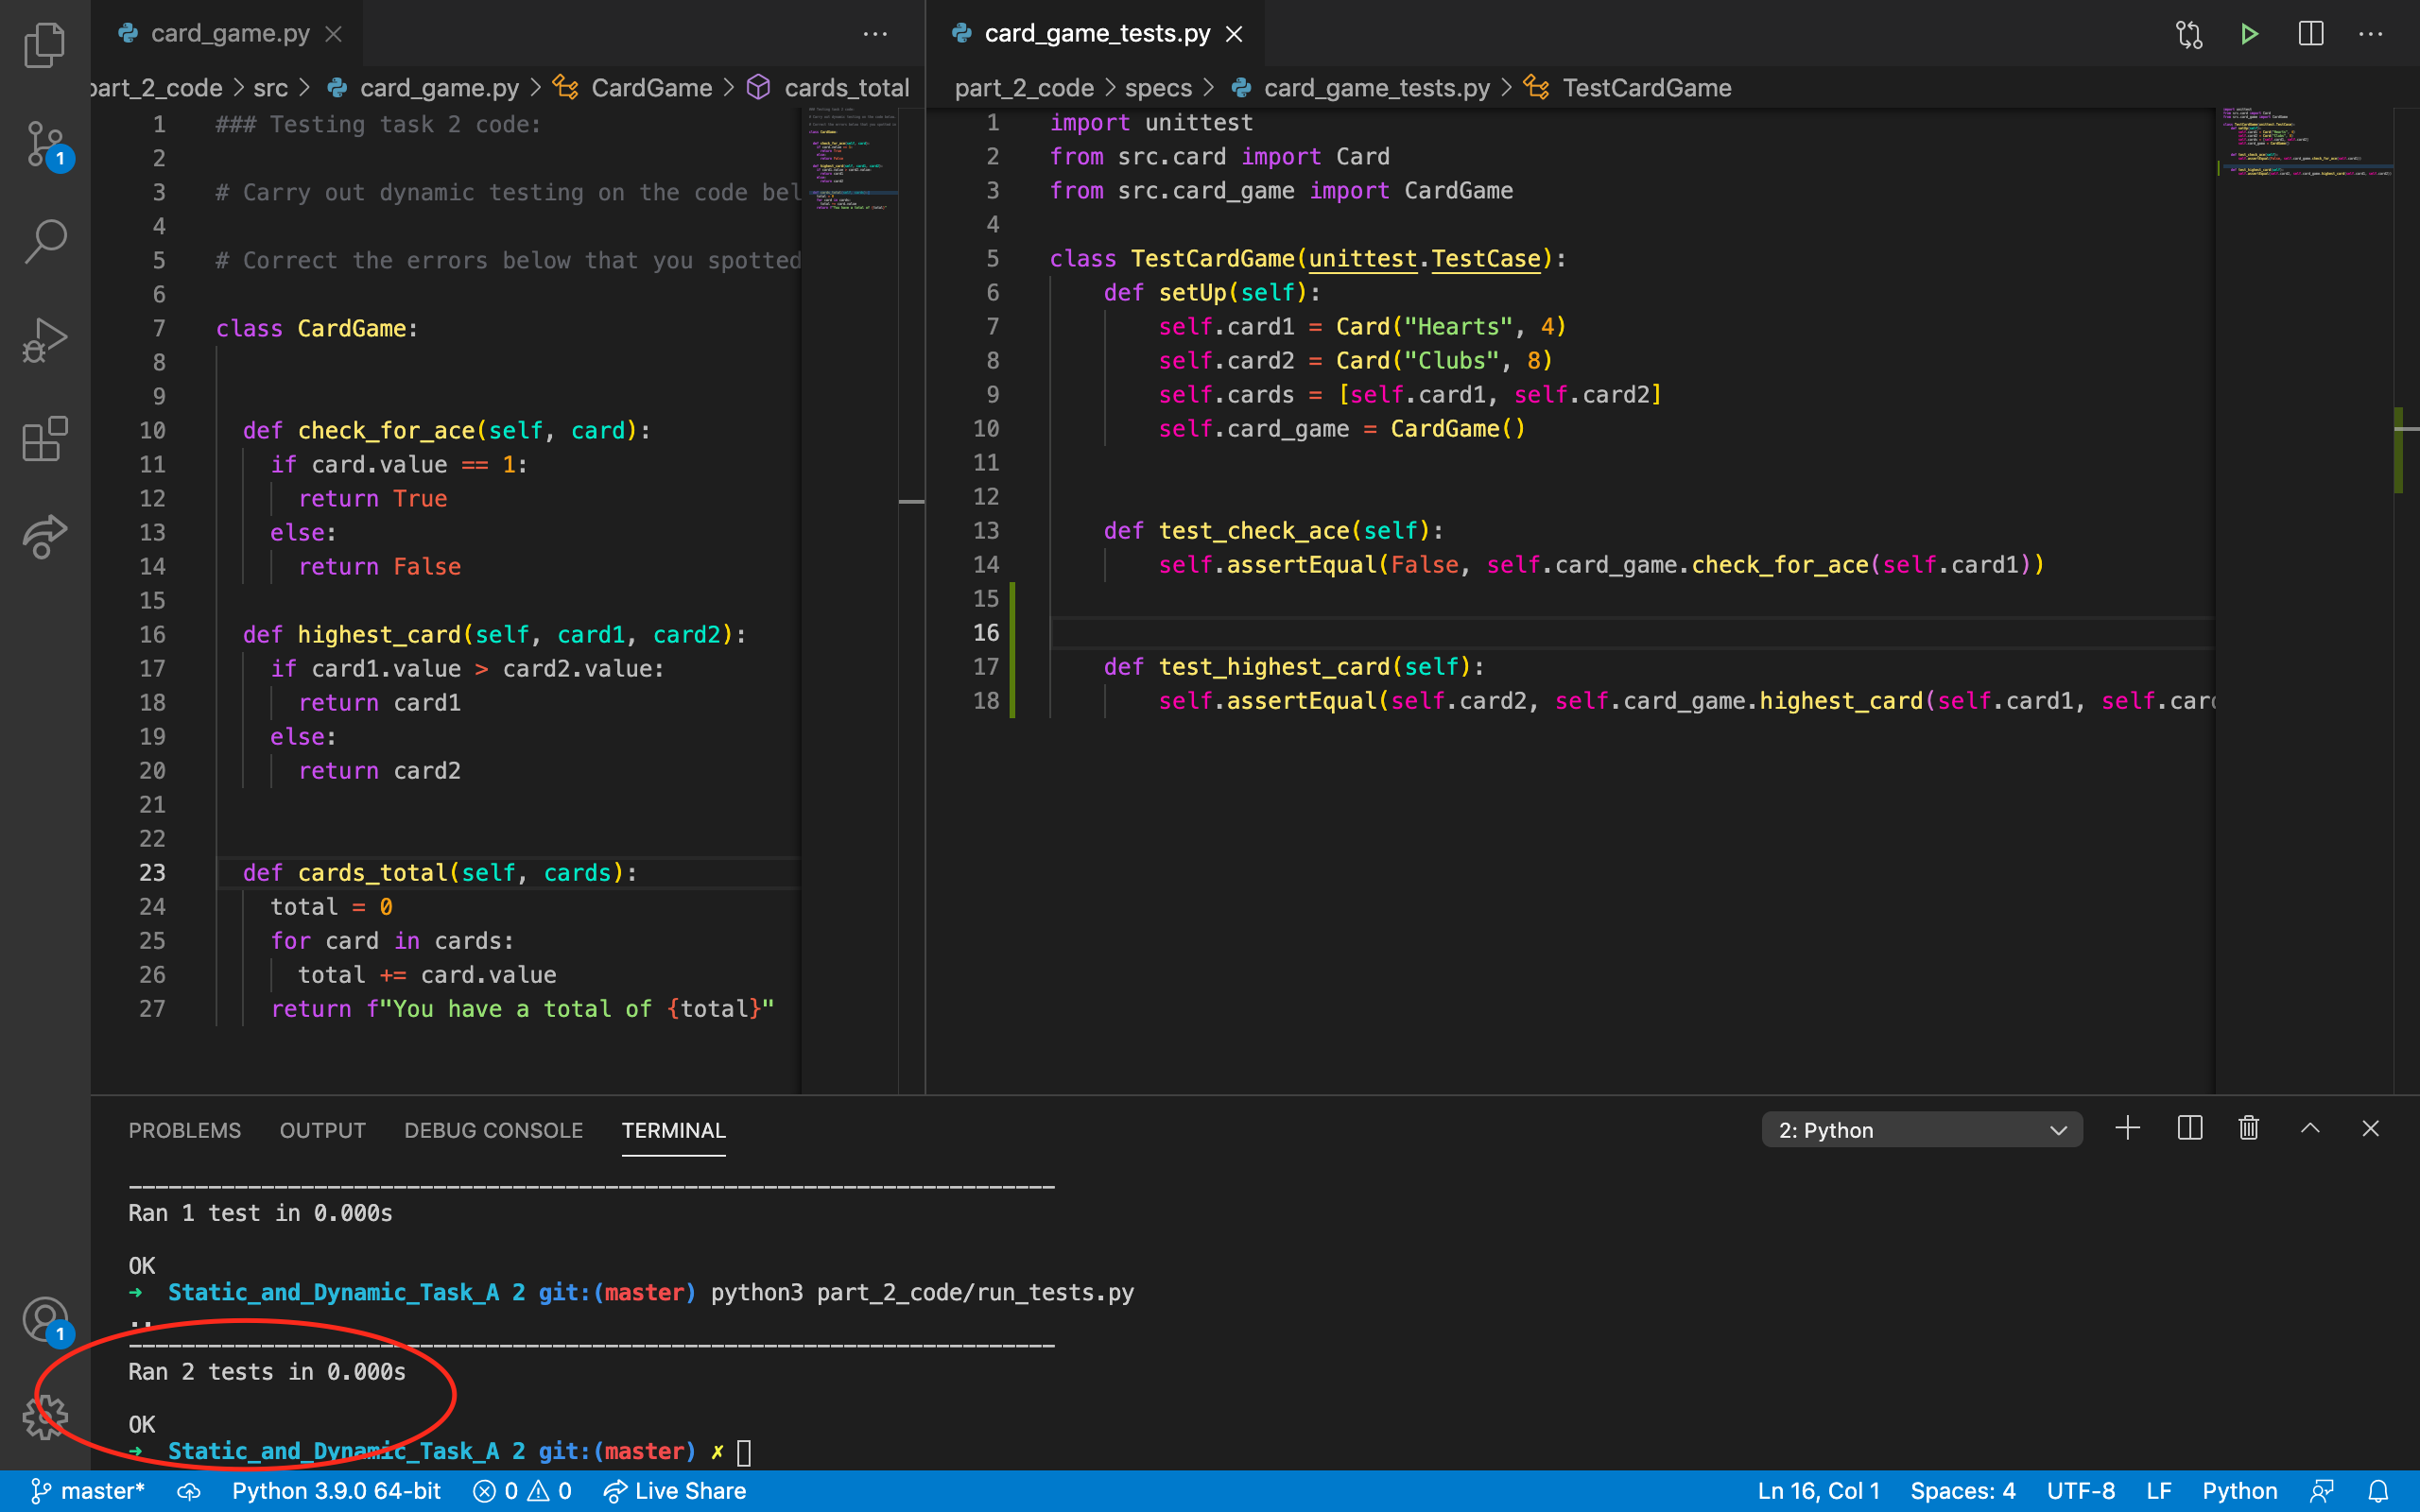 card_game.py
part_2_code > src > card_game.py > CardGame > cards_total
1 ### Testing task 2 code:
2
3 # Carry out dynamic testing on the code bel
4
5 # Correct the errors below that you spotted
6
7 class CardGame:
8
9
10 def check_for_ace(self, card):
11 if card.value == 1:
12 return True
13 else:
14 return False
15
16 def highest_card(self, card1, card2):
17 if card1.value > card2.value:
18 return card1
19 else:
20 return card2
21
22
23 def cards_total(self, cards):
24 total = 0
25 for card in cards:
26 total += card.value
27 return f"You have a total of {total}"
card_game_tests.py
part_2_code > specs > card_game_tests.py > TestCardGame
1 import unittest
2 from src.card import Card
3 from src.card_game import CardGame
4
5 class TestCardGame(unittest.TestCase):
6 def setUp(self):
7 self.card1 = Card("Hearts", 4)
8 self.card2 = Card("Clubs", 8)
9 self.cards = [self.card1, self.card2]
10 self.card_game = CardGame()
11
12
13 def test_check_ace(self):
14 self.assertEqual(False, self.card_game.check_for_ace(self.card1))
15
16
17 def test_highest_card(self):
18 self.assertEqual(self.card2, self.card_game.highest_card(self.card1, self.car
PROBLEMS OUTPUT DEBUG CONSOLE TERMINAL 2: Python
----------------------------------------------------------------------
Ran 1 test in 0.000s
OK
→ Static_and_Dynamic_Task_A 2 git:(master) python3 part_2_code/run_tests.py
..
----------------------------------------------------------------------
Ran 2 tests in 0.000s
OK
→ Static_and_Dynamic_Task_A 2 git:(master) ✗
1
1
master* Python 3.9.0 64-bit 0 0 Live Share Ln 16, Col 1 Spaces: 4 UTF-8 LF Python